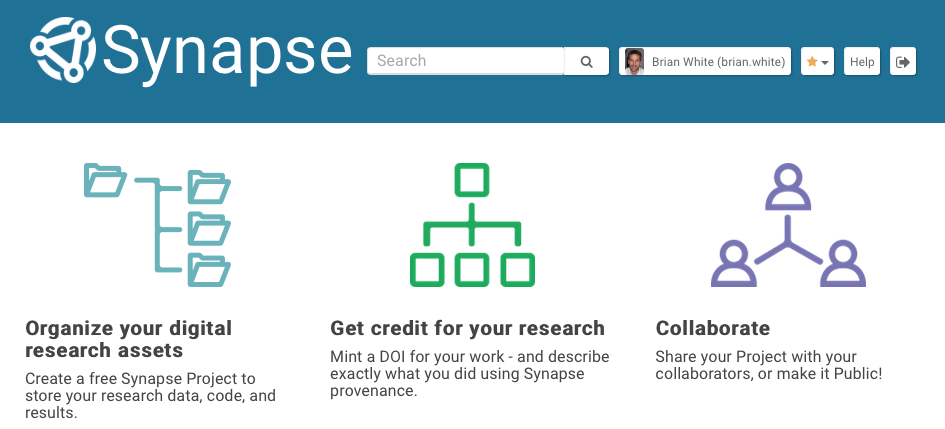 Synapse
Search
Brian White (brian.white)
Help
Organize your digital
research assets
Create a free Synapse Project to
store your research data, code, and
results.
Get credit for your research
Mint a DOI for your work - and describe
exactly what you did using Synapse
provenance.
Collaborate
Share your Project with your
collaborators, or make it Public!